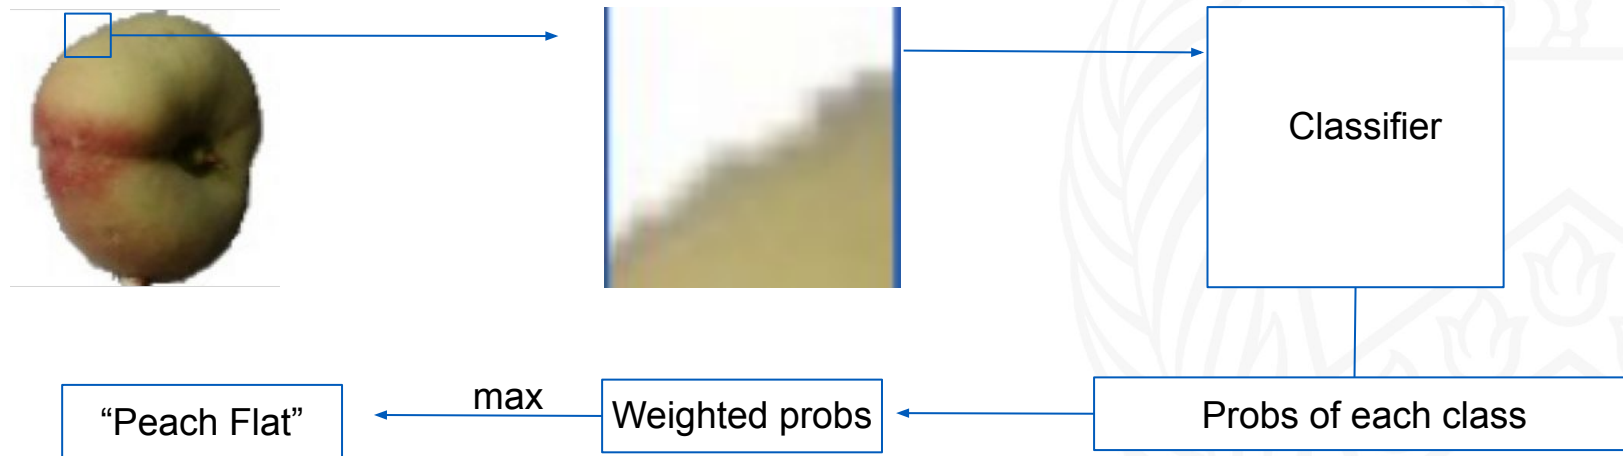 Classifier
“Peach Flat”
max
Weighted probs
Probs of each class